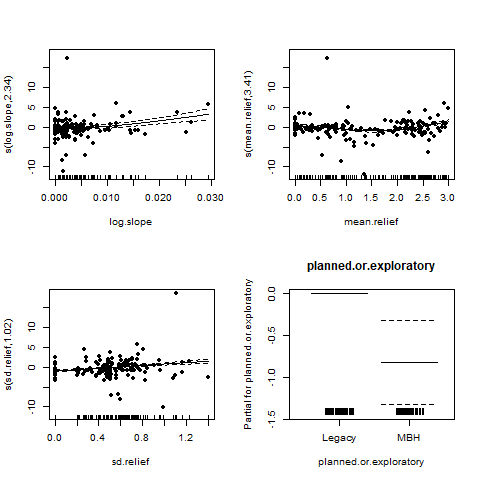 s(log.slope,2.34)
-10 0 5 15
0.000 0.010 0.020 0.030
log.slope
s(mean.relief,3.41)
-10 0 5 15
0.0 0.5 1.0 1.5 2.0 2.5 3.0
mean.relief
s(sd.relief,1.02)
-10 0 5 15
0.0 0.4 0.8 1.2
sd.relief
planned.or.exploratory
Partial for planned.or.exploratory
-1.5 -1.0 -0.5 0.0
Legacy MBH
planned.or.exploratory